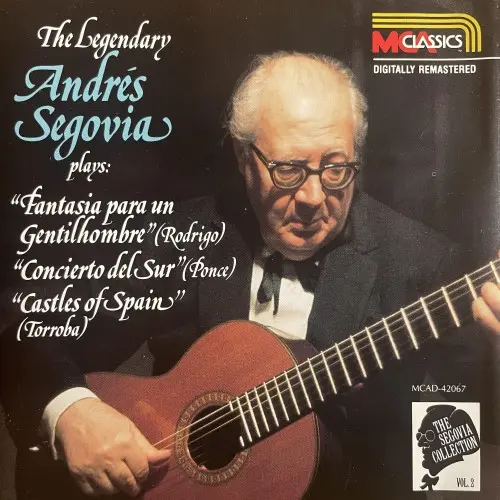 The Legendary
Andrés
Segovia
plays:
"Fantasia para un
Gentilhombre" (Rodrigo)
"Concierto del Sur" (Ponce)
"Castles of Spain"
(Torroba)
MCA CLASSICS
DIGITALLY REMASTERED
MCAD-42067
THE
SEGOVIA
COLLECTION
VOL. 2